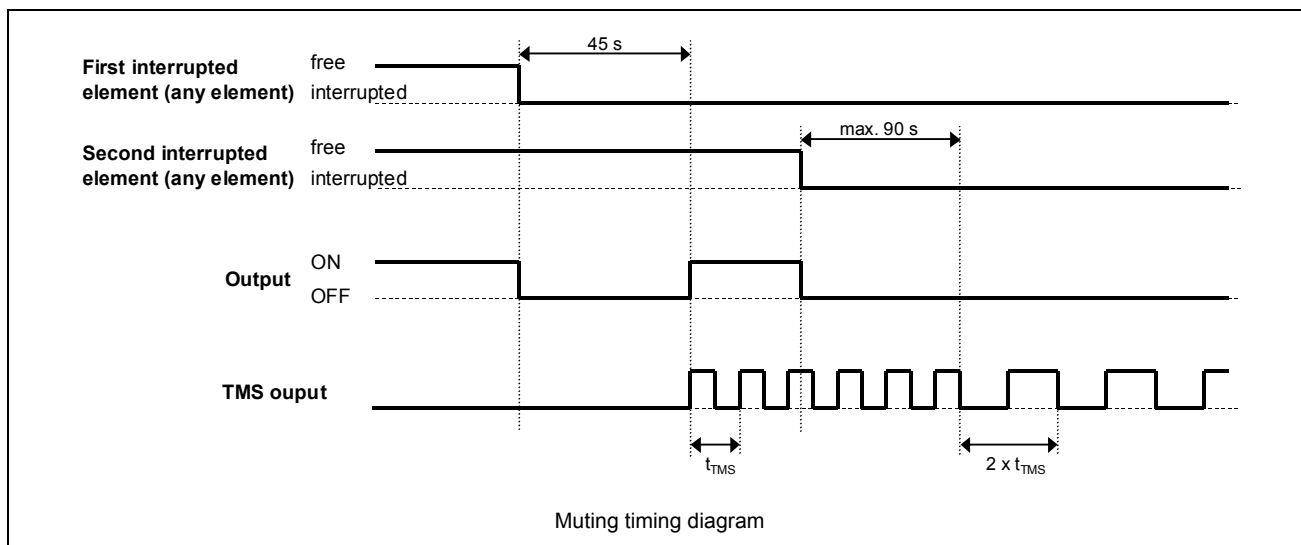 45 s
First interrupted
element (any element)
free
interrupted
max. 90 s
Second interrupted
element (any element)
free
interrupted
Output
ON
OFF
TMS ouput
tTMS
2 x tTMS
Muting timing diagram